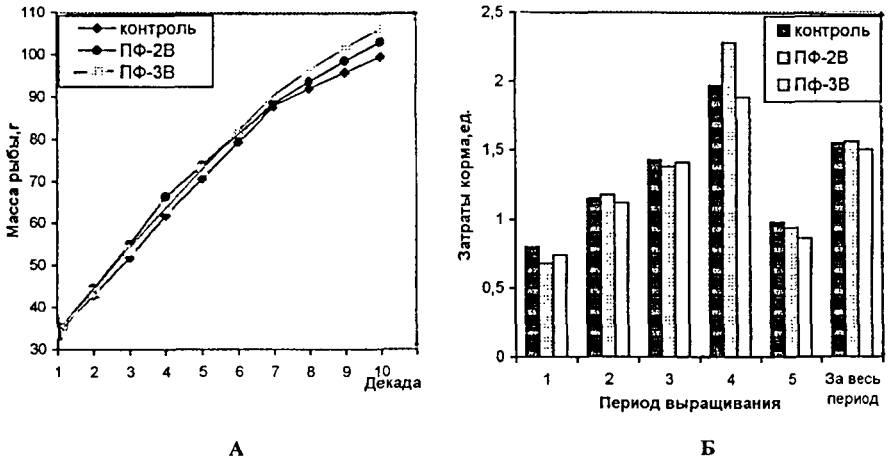 Масса рыбы,г
110
100
90
80
70
60
50
40
30
контроль
ПФ-2В
ПФ-3В
1 2 3 4 5 6 7 8 9 10
Декада
А
Затраты корма,ед.
2,5
2
1,5
1
0,5
0
контроль
ПФ-2В
Пф-3В
1 2 3 4 5 За весь
период
Период выращивания
Б